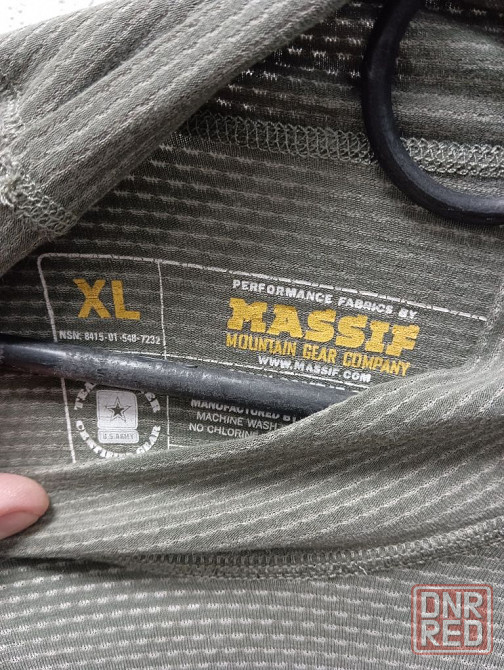 XL
NSN: 8415-01-548-7232
PERFORMANCE FABRICS BY
MASSIF
MOUNTAIN GEAR COMPANY
WWW.MASSIF.COM
MANUFACTURED BY
MACHINE WASH
NO CHLORINE
U.S. ARMY
GEAR
DNR
RED